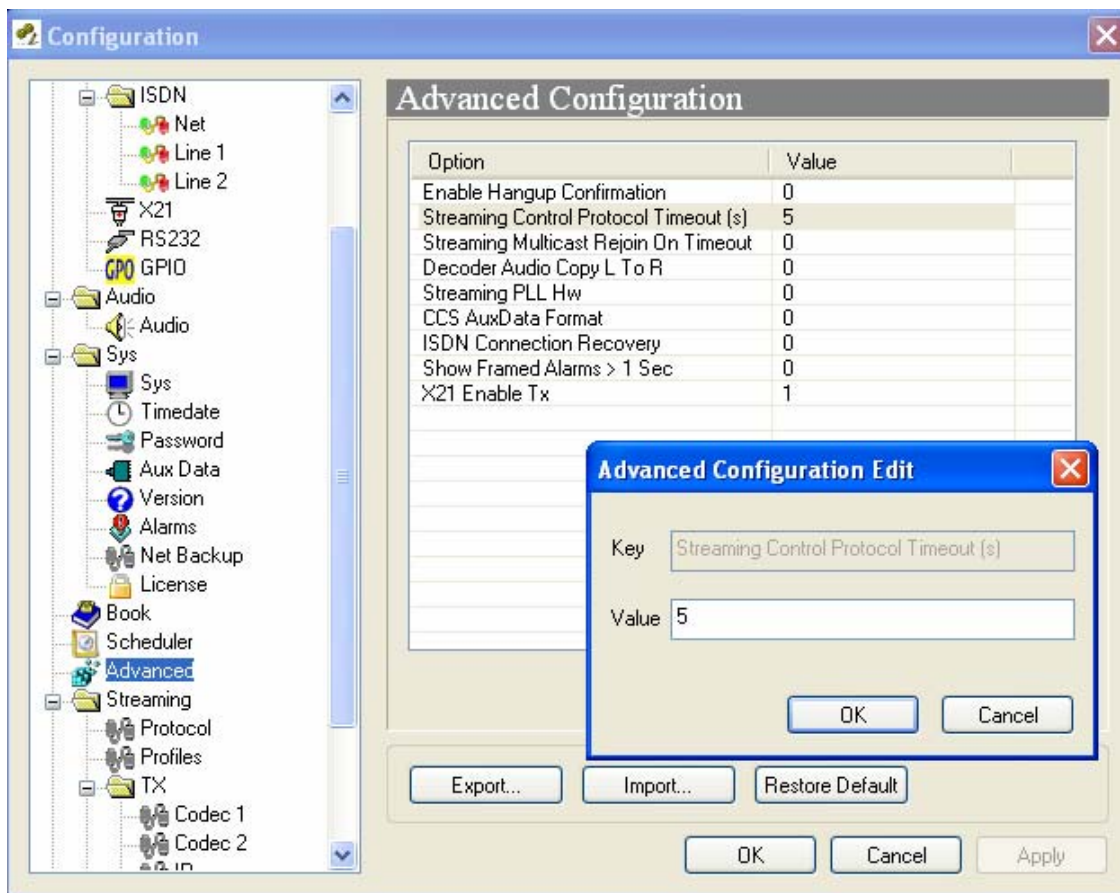 Configuration
ISDN
Net
Line 1
Line 2
X21
RS232
GPO GPIO
Audio
Audio
Sys
Sys
Timedate
Password
Aux Data
Version
Alarms
Net Backup
License
Book
Scheduler
Advanced
Streaming
Protocol
Profiles
TX
Codec 1
Codec 2
Advanced Configuration
Option Value
Enable Hangup Confirmation 0
Streaming Control Protocol Timeout (s) 5
Streaming Multicast Rejoin On Timeout 0
Decoder Audio Copy L To R 0
Streaming PLL Hw 0
CCS AuxData Format 0
ISDN Connection Recovery 0
Show Framed Alarms > 1 Sec 0
X21 Enable Tx 1
Advanced Configuration Edit
Key Streaming Control Protocol Timeout (s)
Value 5
OK Cancel
Export... Import... Restore Default
OK Cancel Apply